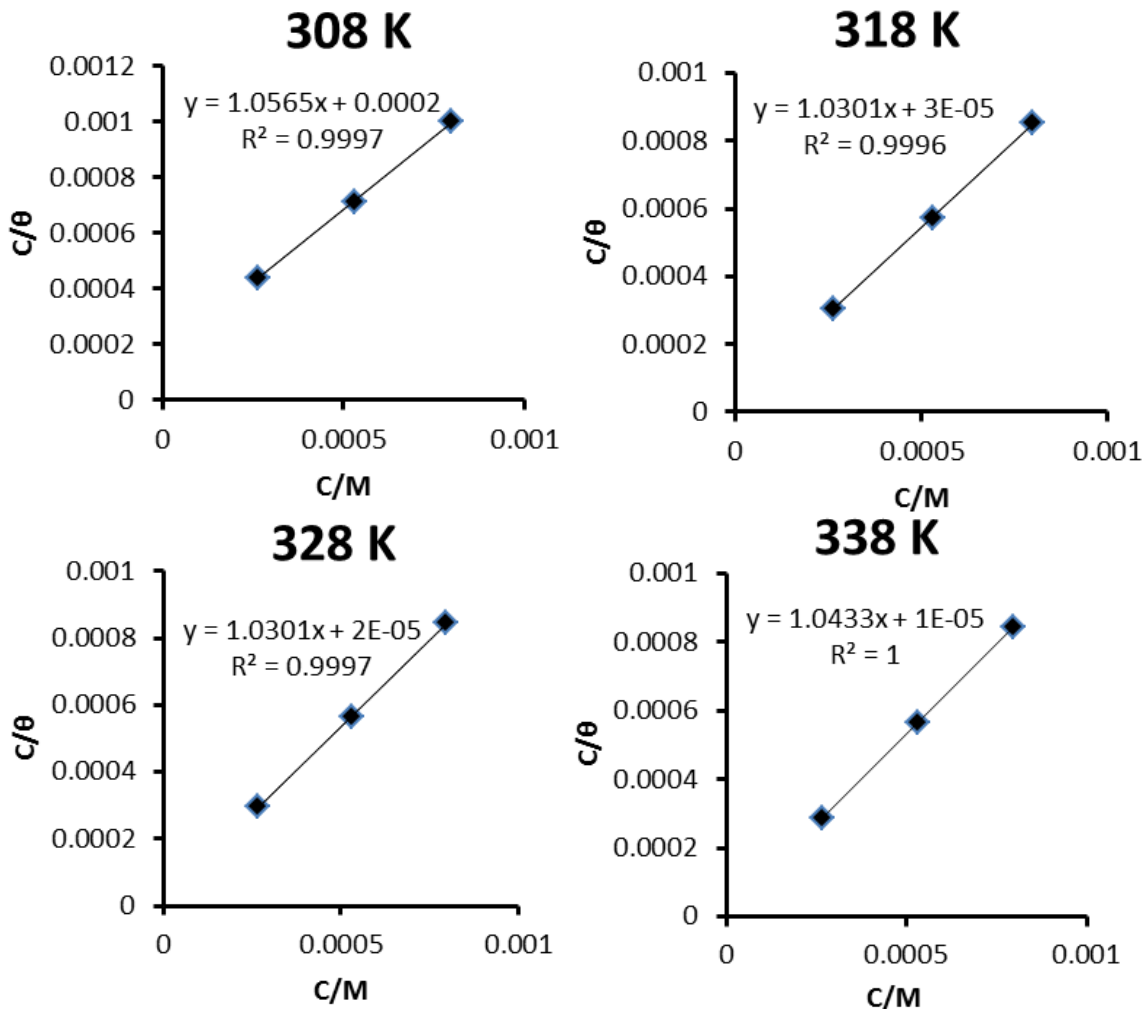 308 K
0.0012
0.001
0.0008
0.0006
0.0004
0.0002
0
y = 1.0565x + 0.0002
R² = 0.9997
C/θ
0
0.0005
0.001
C/M
318 K
0.001
0.0008
0.0006
0.0004
0.0002
0
y = 1.0301x + 3E-05
R² = 0.9996
C/θ
0
0.0005
0.001
C/M
328 K
0.001
0.0008
0.0006
0.0004
0.0002
0
y = 1.0301x + 2E-05
R² = 0.9997
C/θ
0
0.0005
0.001
C/M
338 K
0.001
0.0008
0.0006
0.0004
0.0002
0
y = 1.0433x + 1E-05
R² = 1
C/θ
0
0.0005
0.001
C/M